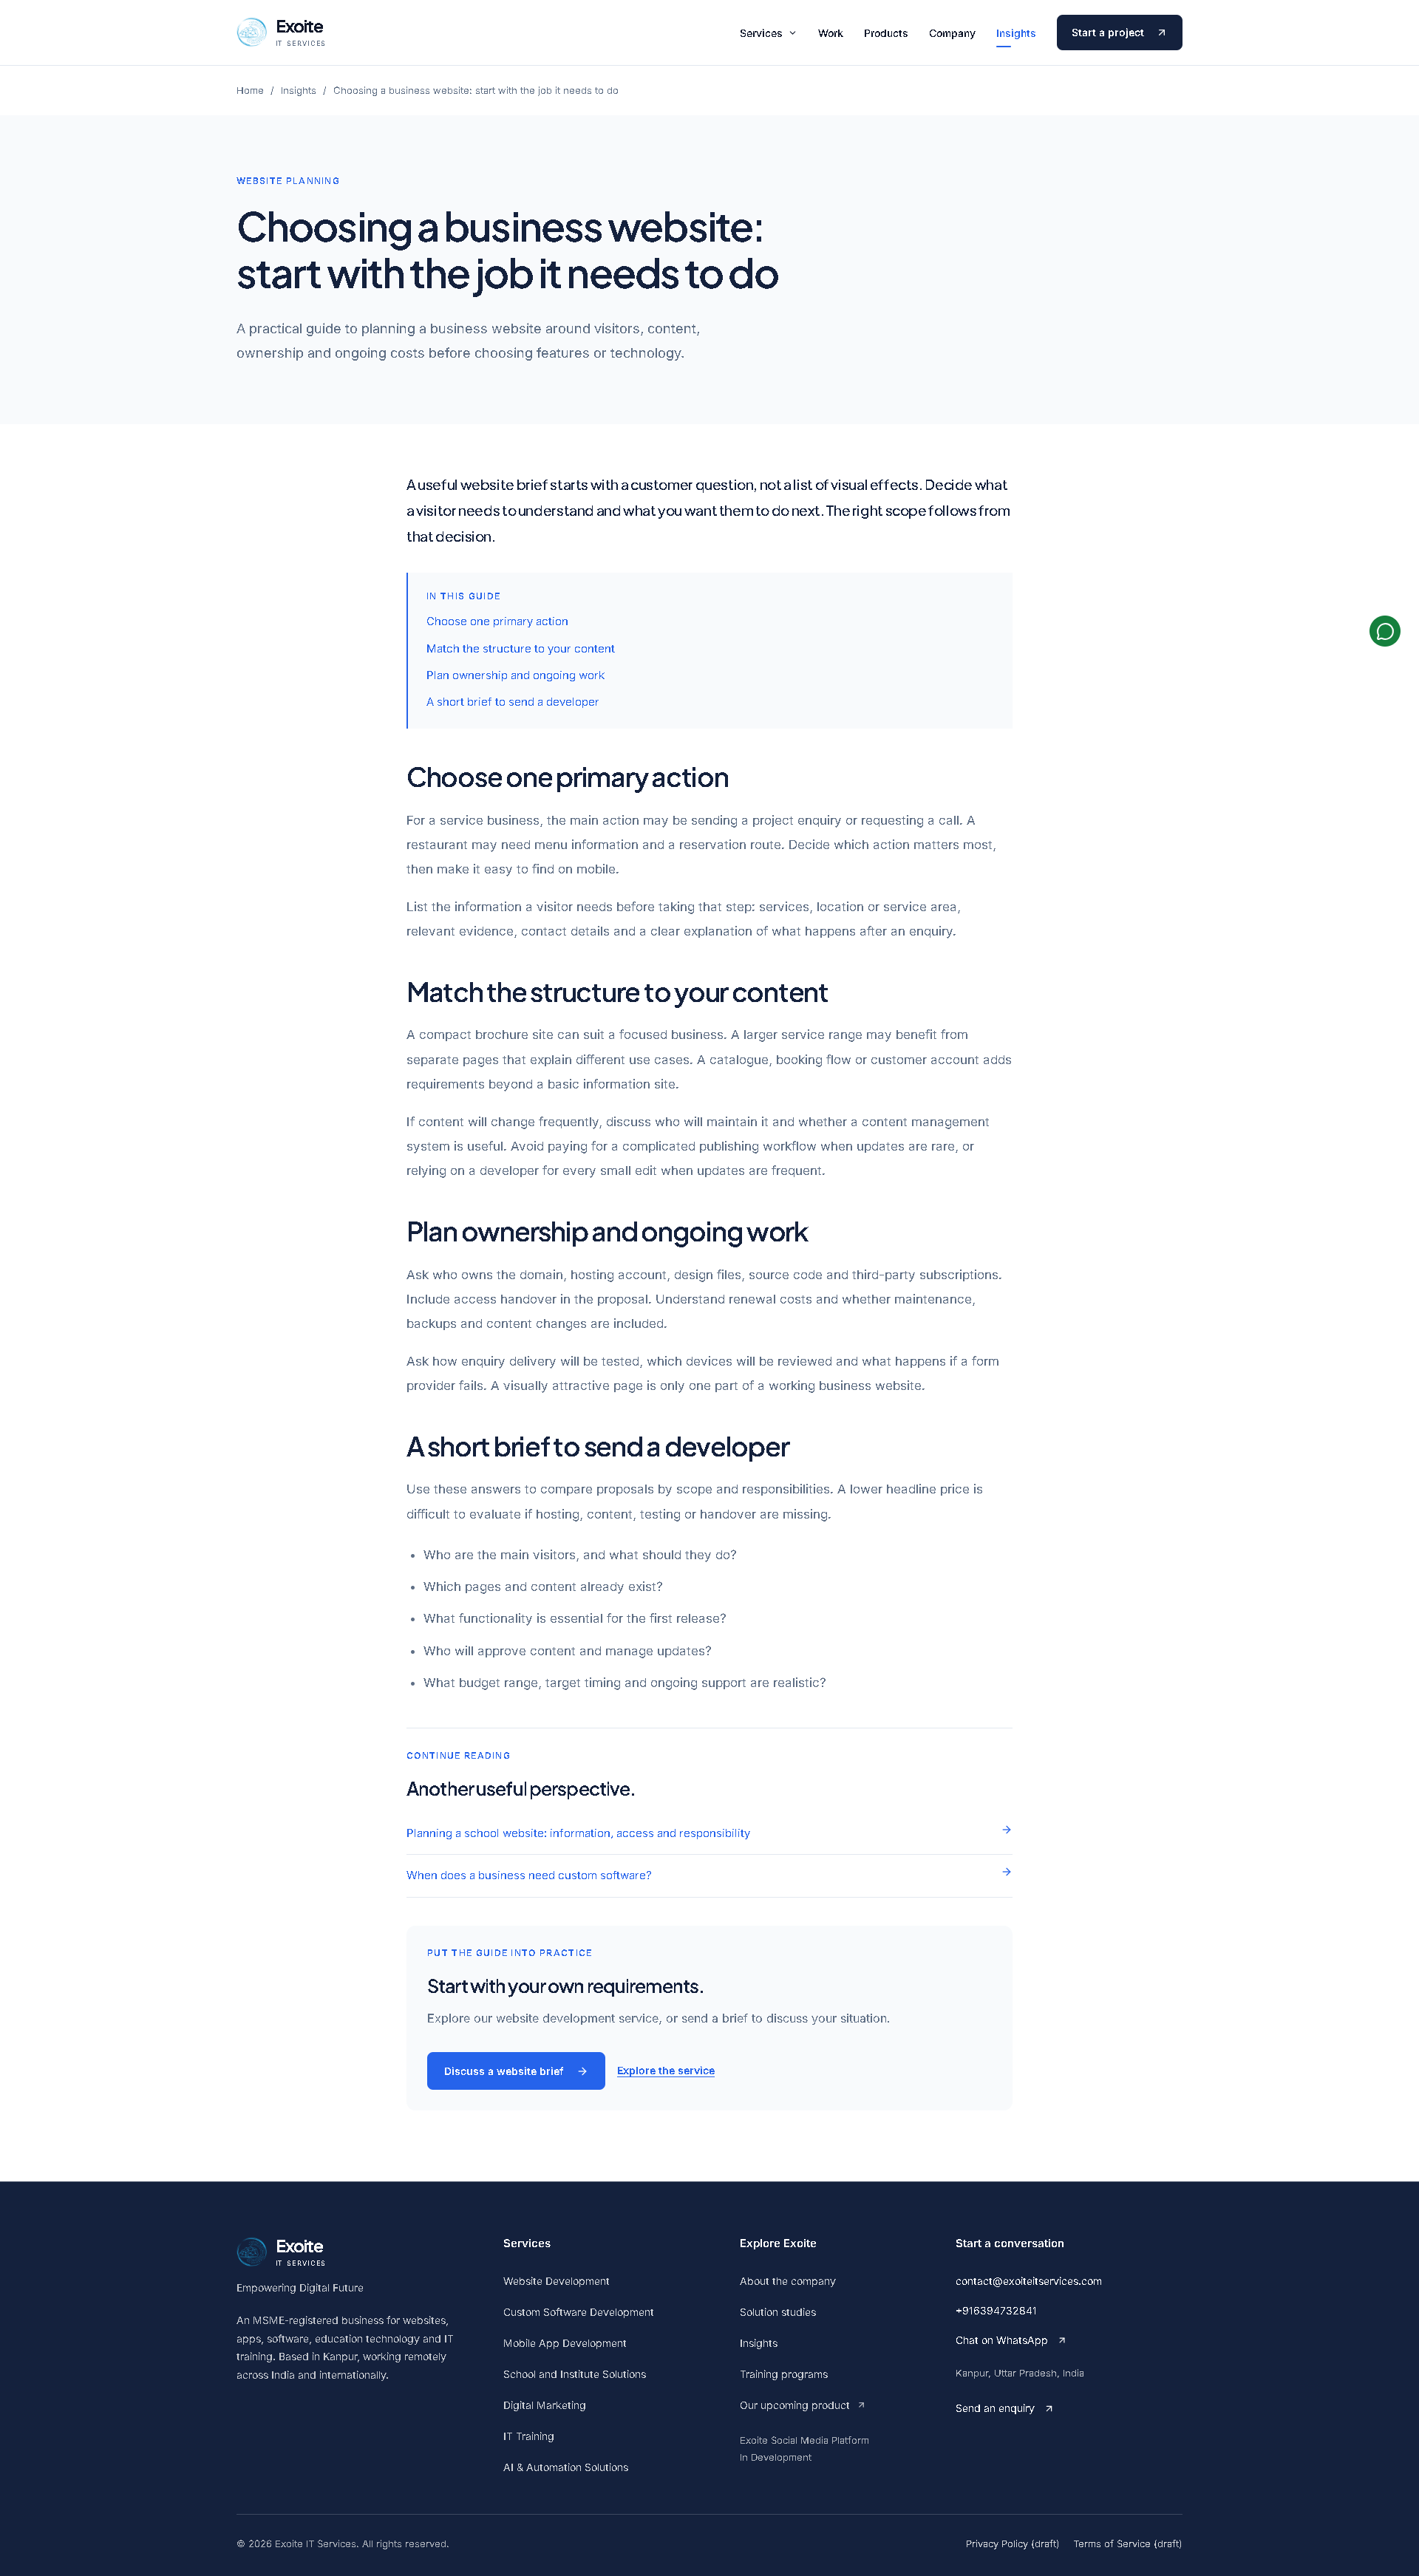 Exoite
IT SERVICES
Services
Work
Products
Company
Insights
Start a project
Home / Insights / Choosing a business website: start with the job it needs to do
WEBSITE PLANNING
Choosing a business website:
start with the job it needs to do
A practical guide to planning a business website around visitors, content,
ownership and ongoing costs before choosing features or technology.
A useful website brief starts with a customer question, not a list of visual effects. Decide what
a visitor needs to understand and what you want them to do next. The right scope follows from
that decision.
IN THIS GUIDE
Choose one primary action
Match the structure to your content
Plan ownership and ongoing work
A short brief to send a developer
Choose one primary action
For a service business, the main action may be sending a project enquiry or requesting a call. A
restaurant may need menu information and a reservation route. Decide which action matters most,
then make it easy to find on mobile.
List the information a visitor needs before taking that step: services, location or service area,
relevant evidence, contact details and a clear explanation of what happens after an enquiry.
Match the structure to your content
A compact brochure site can suit a focused business. A larger service range may benefit from
separate pages that explain different use cases. A catalogue, booking flow or customer account adds
requirements beyond a basic information site.
If content will change frequently, discuss who will maintain it and whether a content management
system is useful. Avoid paying for a complicated publishing workflow when updates are rare, or
relying on a developer for every small edit when updates are frequent.
Plan ownership and ongoing work
Ask who owns the domain, hosting account, design files, source code and third-party subscriptions.
Include access handover in the proposal. Understand renewal costs and whether maintenance,
backups and content changes are included.
Ask how enquiry delivery will be tested, which devices will be reviewed and what happens if a form
provider fails. A visually attractive page is only one part of a working business website.
A short brief to send a developer
Use these answers to compare proposals by scope and responsibilities. A lower headline price is
difficult to evaluate if hosting, content, testing or handover are missing.
• Who are the main visitors, and what should they do?
• Which pages and content already exist?
• What functionality is essential for the first release?
• Who will approve content and manage updates?
• What budget range, target timing and ongoing support are realistic?
CONTINUE READING
Another useful perspective.
Planning a school website: information, access and responsibility
When does a business need custom software?
PUT THE GUIDE INTO PRACTICE
Start with your own requirements.
Explore our website development service, or send a brief to discuss your situation.
Discuss a website brief
Explore the service
Exoite
IT SERVICES
Empowering Digital Future
An MSME-registered business for websites,
apps, software, education technology and IT
training. Based in Kanpur, working remotely
across India and internationally.
Services
Website Development
Custom Software Development
Mobile App Development
School and Institute Solutions
Digital Marketing
IT Training
AI & Automation Solutions
Explore Exoite
About the company
Solution studies
Insights
Training programs
Our upcoming product
Exoite Social Media Platform
In Development
Start a conversation
contact@exoiteitservices.com
+916394732841
Chat on WhatsApp
Kanpur, Uttar Pradesh, India
Send an enquiry
© 2026 Exoite IT Services. All rights reserved.
Privacy Policy (draft)
Terms of Service (draft)